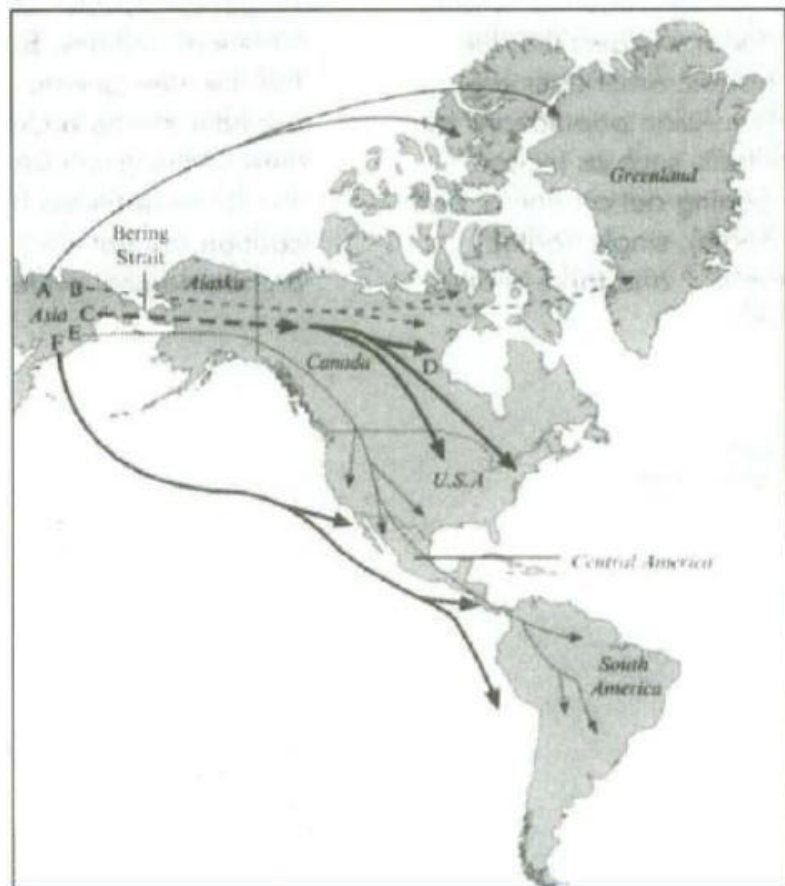 Greenland
Bering
Strait
Alaska
A
B
Asia
C
E
F
Canada
D
U.S.A
Central America
South
America